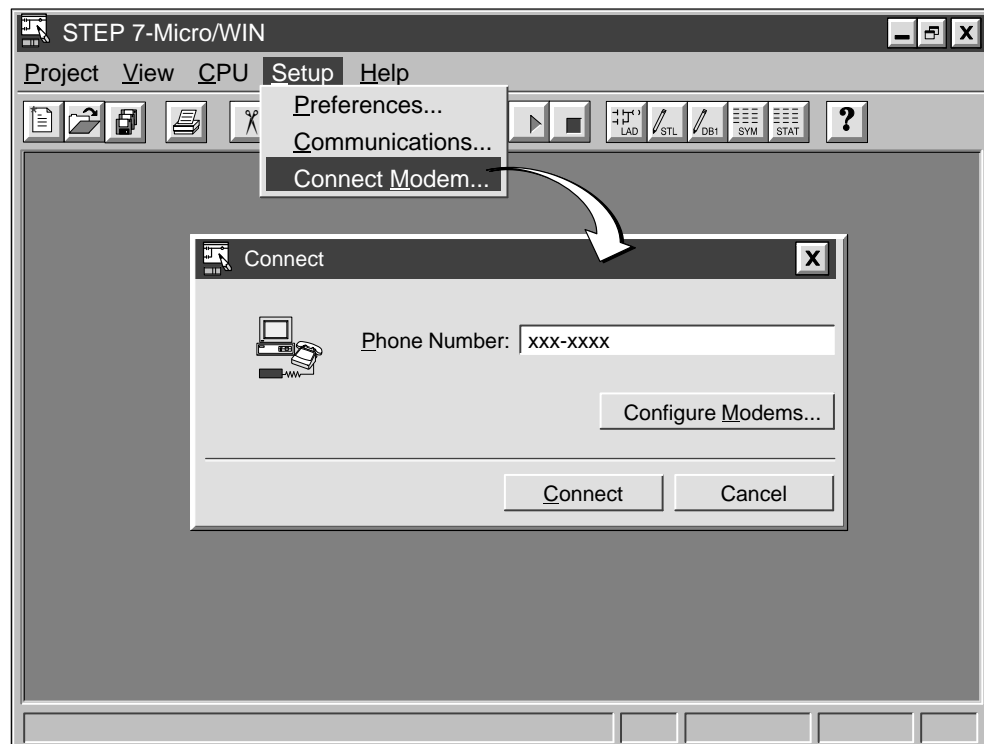 STEP 7-Micro/WIN
Project View CPU Setup Help
Preferences...
Communications...
Connect Modem...
LAD STL DB1 SYM STAT ?
Connect
Phone Number: xxx-xxxx
Configure Modems...
Connect Cancel